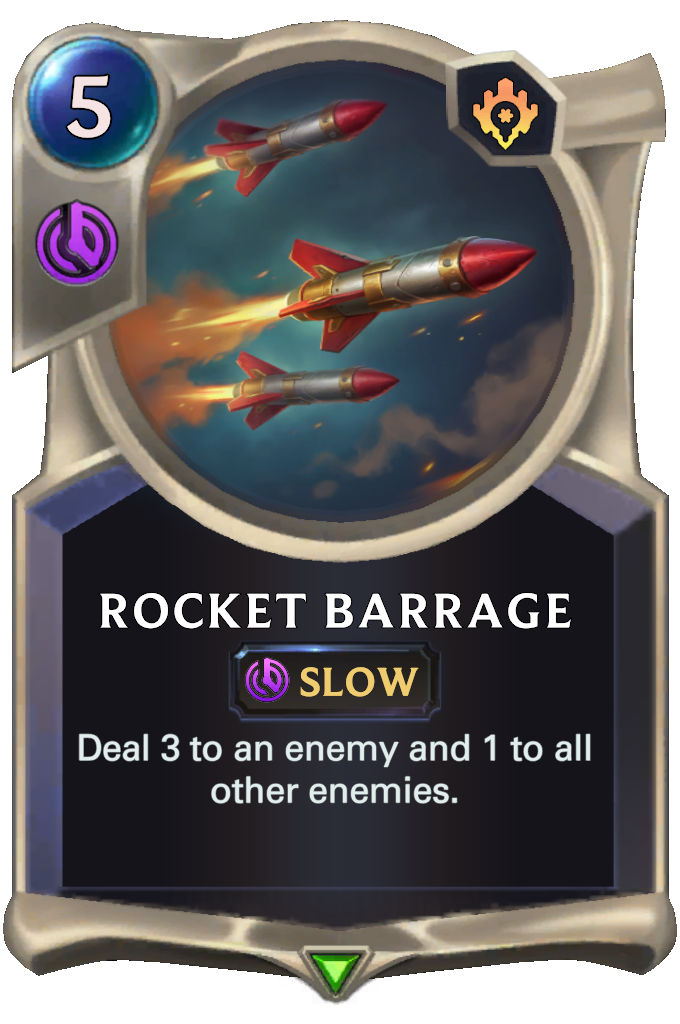 5
ROCKET BARRAGE
SLOW
Deal 3 to an enemy and 1 to all
other enemies.